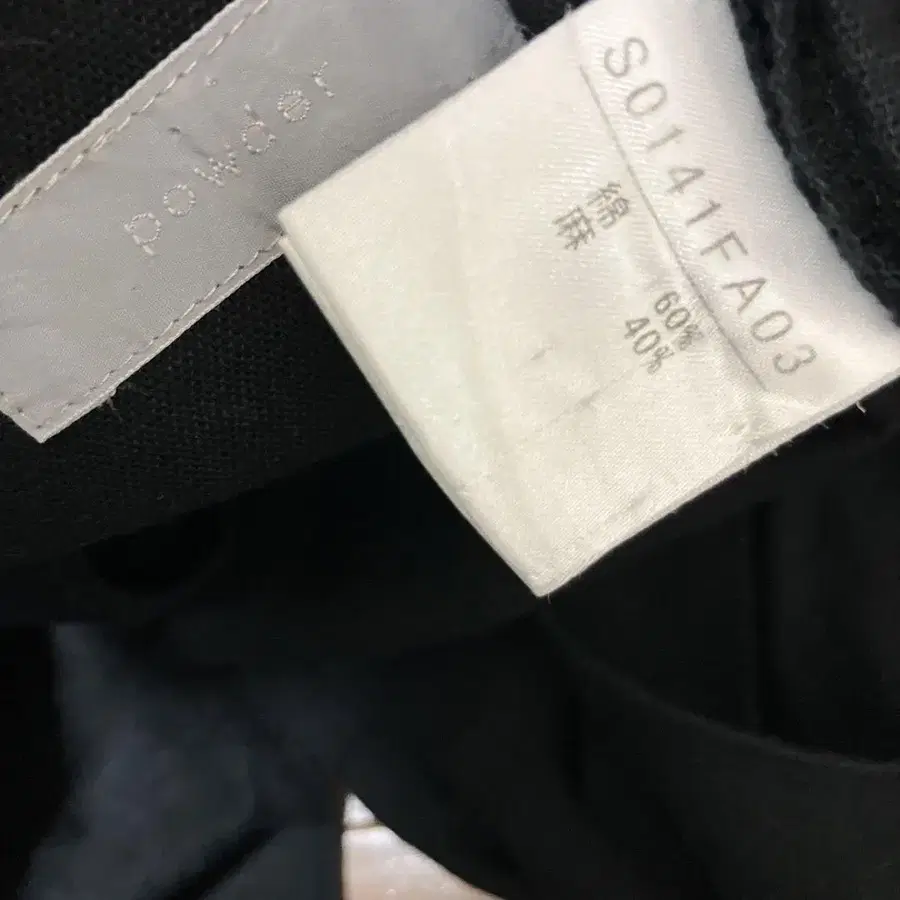 powder
S0141FA03
綿 60%
麻 40%